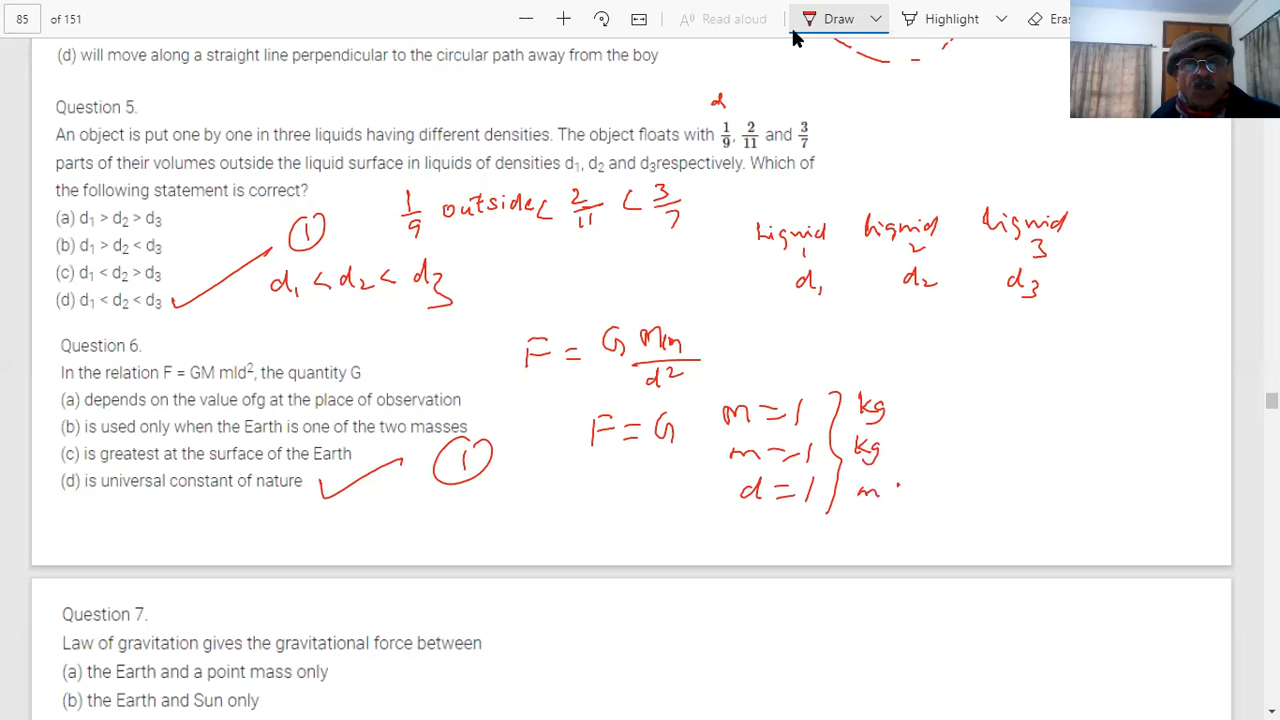 85 of 151 Read aloud Draw Highlight Eras
(d) will move along a straight line perpendicular to the circular path away from the boy
Question 5.
d
An object is put one by one in three liquids having different densities. The object floats with 1/9, 2/11 and 3/7
parts of their volumes outside the liquid surface in liquids of densities d₁, d₂ and d₃respectively. Which of
the following statement is correct?
1/9 outside < 2/11 < 3/7
(a) d₁ > d₂ > d₃
1
Liquid 1 Liquid 2 Liquid 3
(b) d₁ > d₂ < d₃
(c) d₁ < d₂ > d₃
d₁ < d₂ < d₃
d₁ d₂ d₃
(d) d₁ < d₂ < d₃
Question 6.
F = G Mm/d²
In the relation F = GM mld², the quantity G
(a) depends on the value ofg at the place of observation
m = 1 kg
(b) is used only when the Earth is one of the two masses
F = G
(c) is greatest at the surface of the Earth
m = 1 kg
1
(d) is universal constant of nature
d = 1 m
Question 7.
Law of gravitation gives the gravitational force between
(a) the Earth and a point mass only
(b) the Earth and Sun only